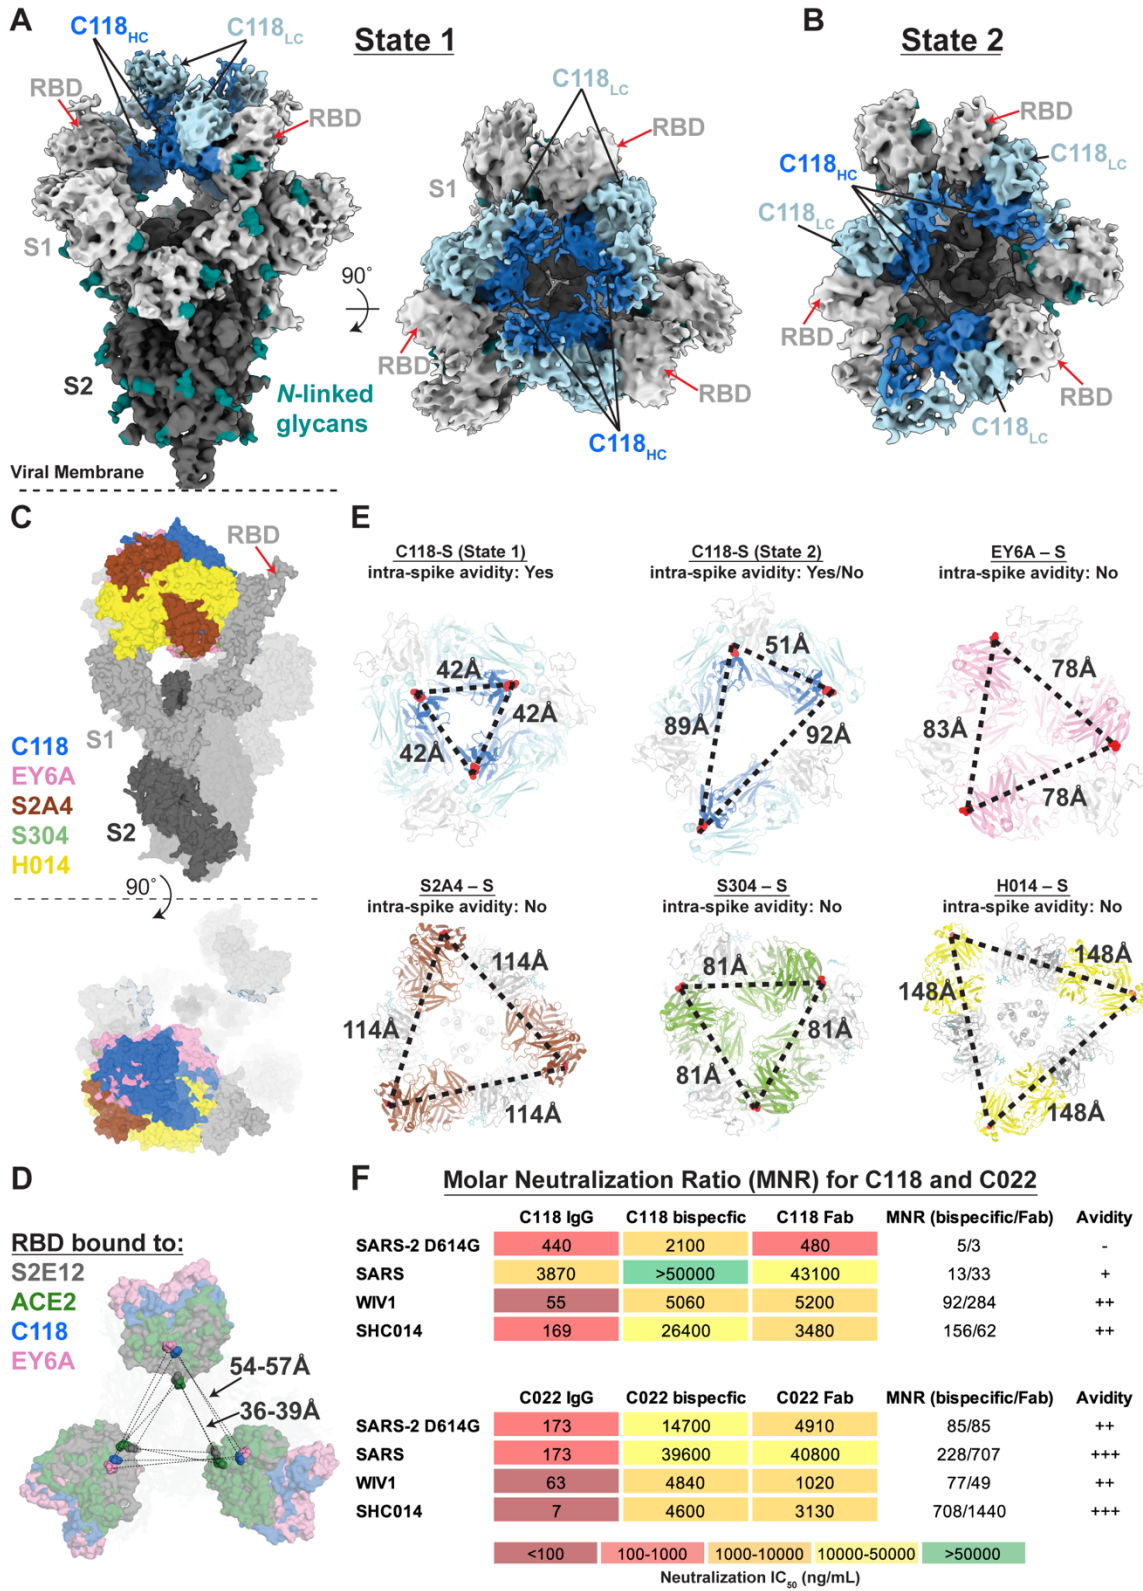 A
C118HC
C118LC
State 1
RBD
RBD
S1
S2
N-linked
glycans
Viral Membrane
90°
C118LC
RBD
S1
RBD
RBD
C118HC
B
State 2
RBD
C118LC
C118HC
C118LC
RBD
RBD
C118LC
C
RBD
S1
S2
C118
EY6A
S2A4
S304
H014
90°
D
RBD bound to:
S2E12
ACE2
C118
EY6A
54-57Å
36-39Å
E
C118-S (State 1)
intra-spike avidity: Yes
42Å
42Å
42Å
C118-S (State 2)
intra-spike avidity: Yes/No
51Å
89Å
92Å
EY6A – S
intra-spike avidity: No
78Å
83Å
78Å
S2A4 – S
intra-spike avidity: No
114Å
114Å
114Å
S304 – S
intra-spike avidity: No
81Å
81Å
81Å
H014 – S
intra-spike avidity: No
148Å
148Å
148Å
F
Molar Neutralization Ratio (MNR) for C118 and C022
C118 IgG C118 bispecfic C118 Fab MNR (bispecific/Fab) Avidity
SARS-2 D614G 440 2100 480 5/3 -
SARS 3870 >50000 43100 13/33 +
WIV1 55 5060 5200 92/284 ++
SHC014 169 26400 3480 156/62 ++
C022 IgG C022 bispecfic C022 Fab MNR (bispecific/Fab) Avidity
SARS-2 D614G 173 14700 4910 85/85 ++
SARS 173 39600 40800 228/707 +++
WIV1 63 4840 1020 77/49 ++
SHC014 7 4600 3130 708/1440 +++
<100 100-1000 1000-10000 10000-50000 >50000
Neutralization IC50 (ng/mL)